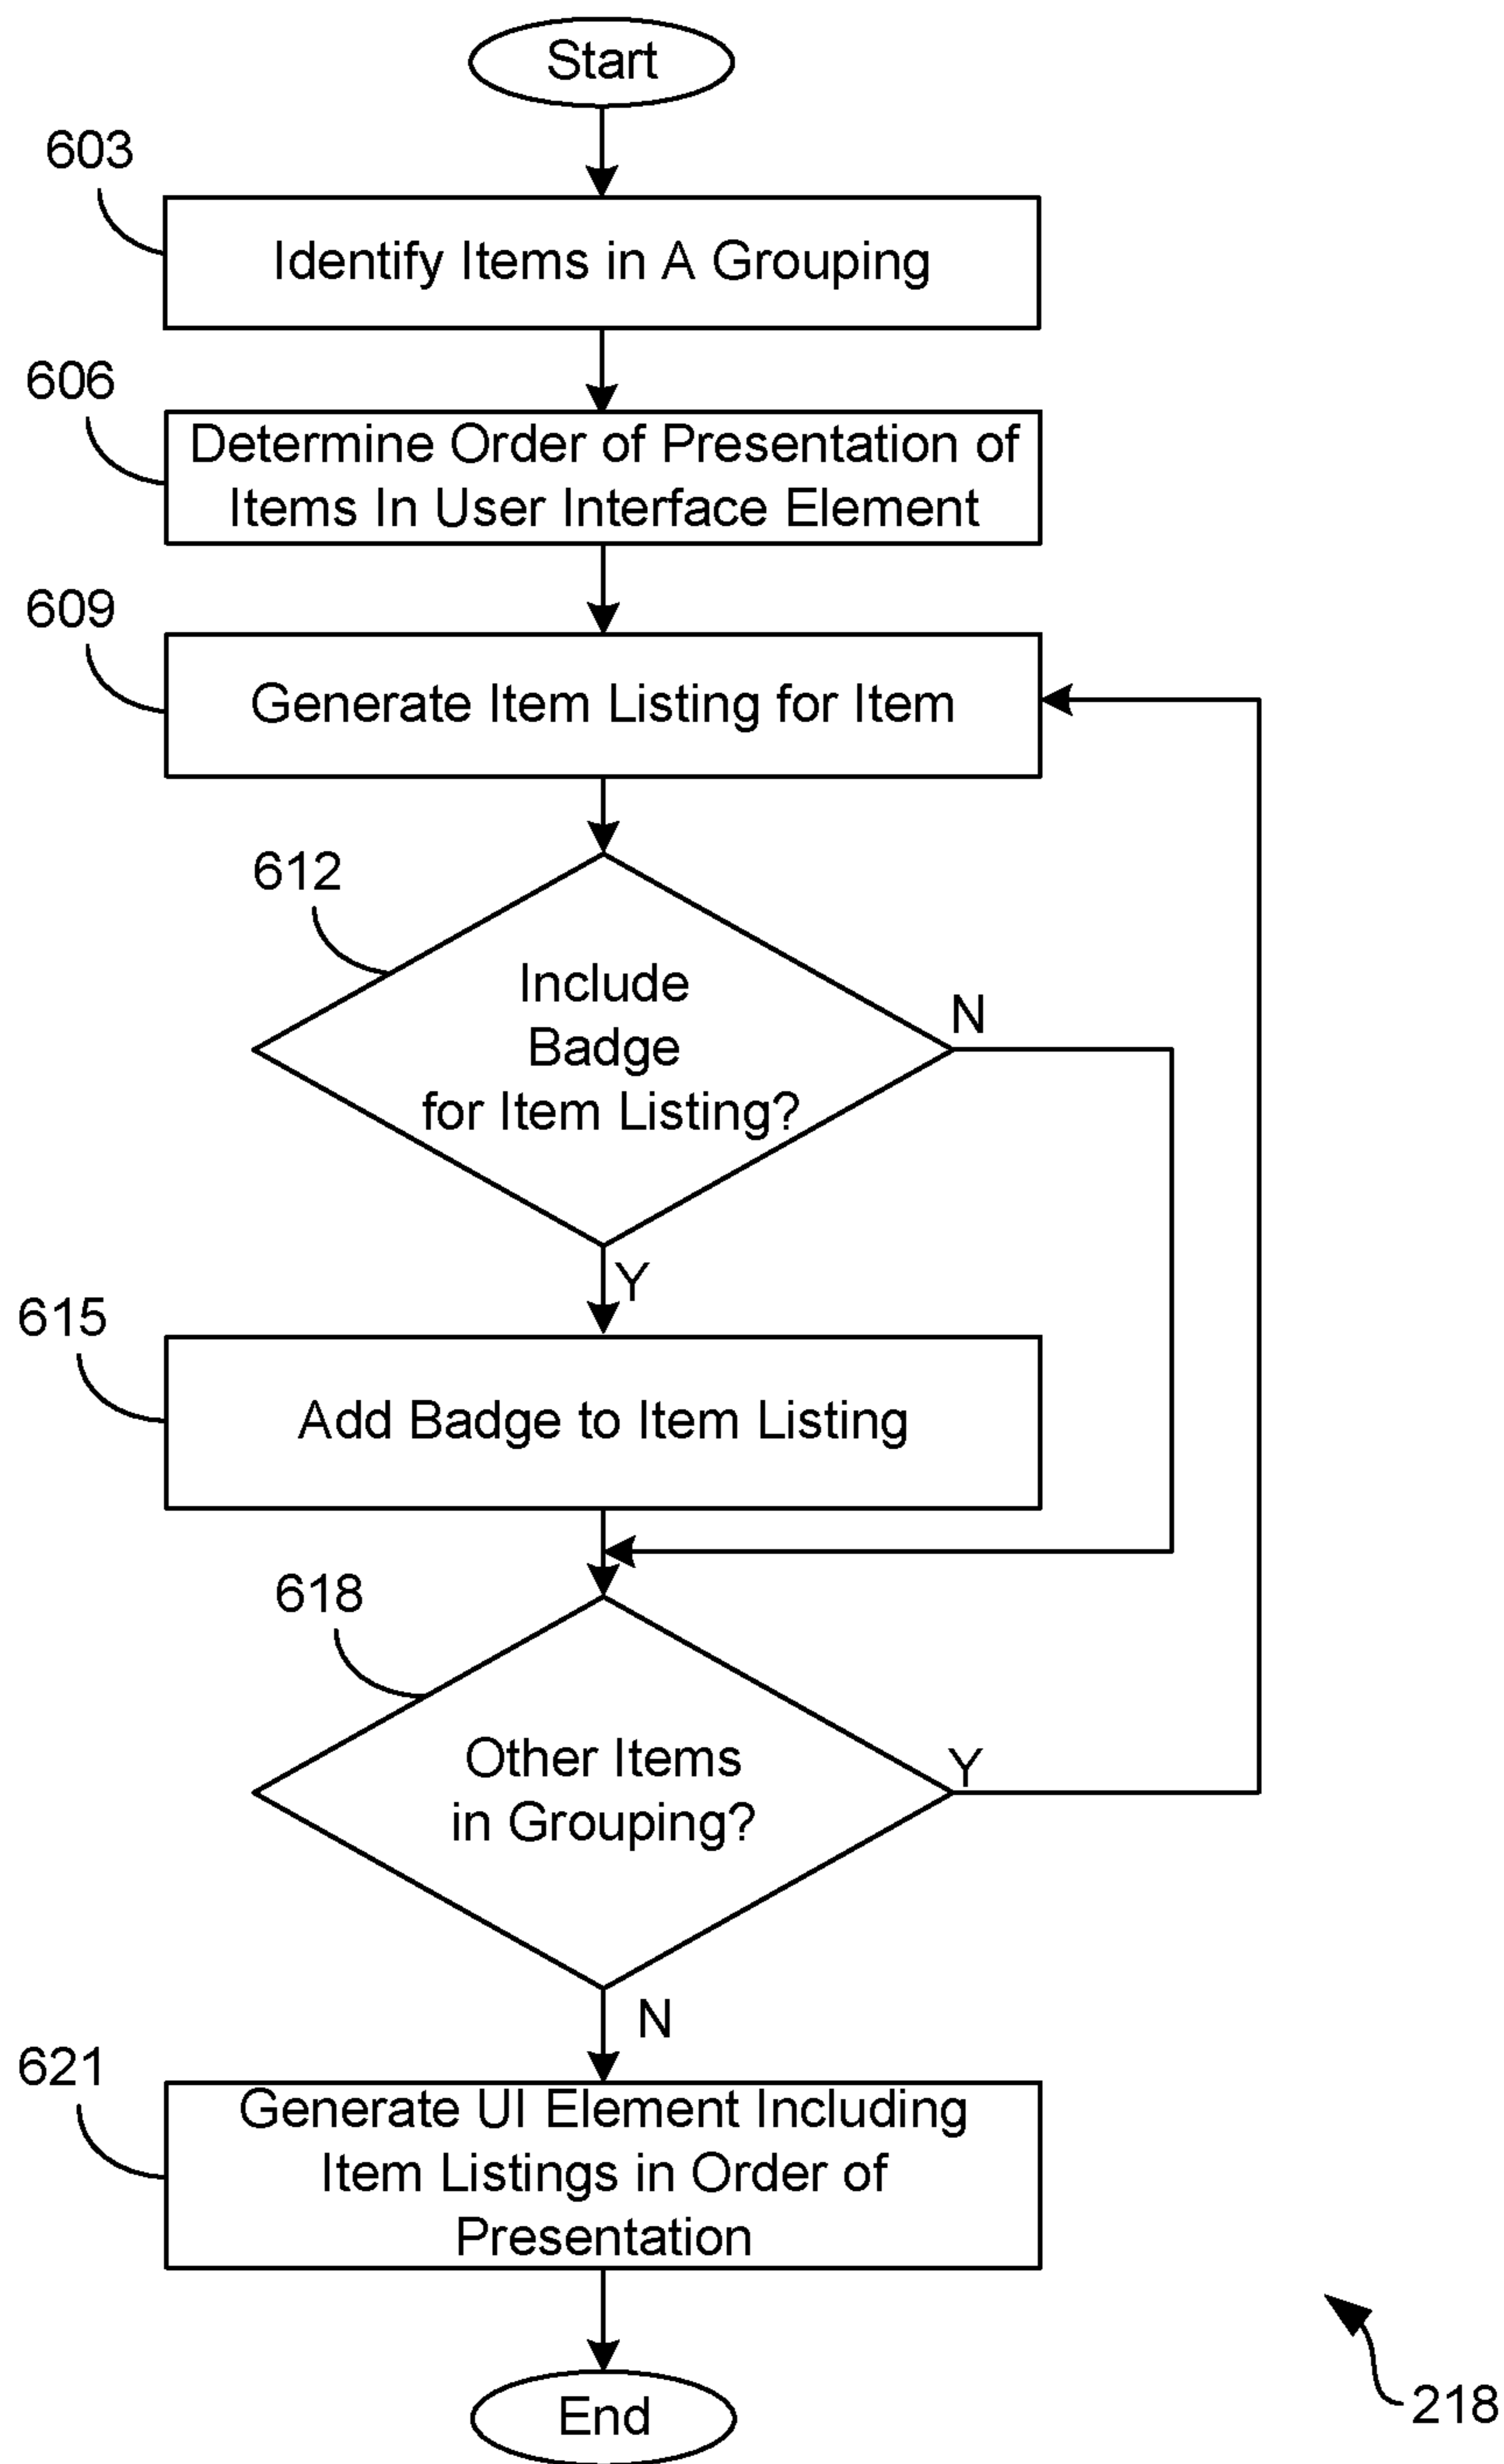 Start
603
Identify Items in A Grouping
606
Determine Order of Presentation of
Items In User Interface Element
609
Generate Item Listing for Item
612
Include
Badge
for Item Listing?
N
Y
615
Add Badge to Item Listing
618
Other Items
in Grouping?
Y
N
621
Generate UI Element Including
Item Listings in Order of
Presentation
End
218